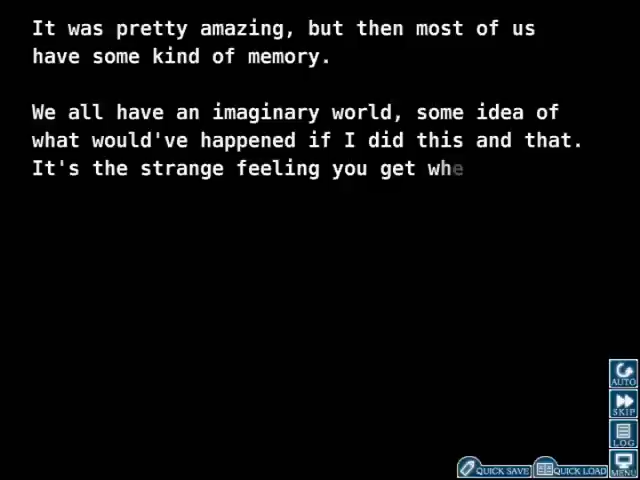 It was pretty amazing, but then most of us
have some kind of memory.
We all have an imaginary world, some idea of
what would've happened if I did this and that.
It's the strange feeling you get whe
AUTO
SKIP
LOG
QUICK SAVE
QUICK LOAD
MENU